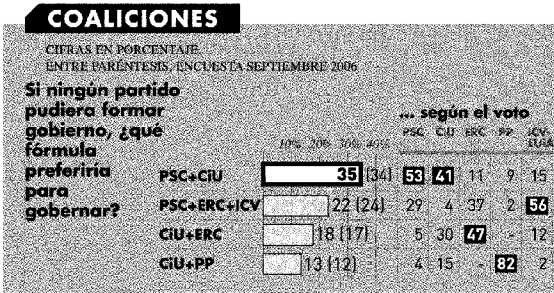 COALICIONES
CIFRAS EN PORCENTAJE
ENTRE PARÉNTESIS, ENCUESTA SEPTIEMBRE 2006
Si ningún partido
pudiera formar
gobierno, ¿qué
fórmula
preferiría
para
gobernar?
... según el voto
10% 20% 30% 40% PSC CiU ERC PP ICV-EUiA
PSC+CiU 35 (34) 53 41 11 9 15
PSC+ERC+ICV 22 (24) 29 4 37 2 56
CiU+ERC 18 (17) 5 30 47 - 12
CiU+PP 13 (12) 4 15 - 82 2